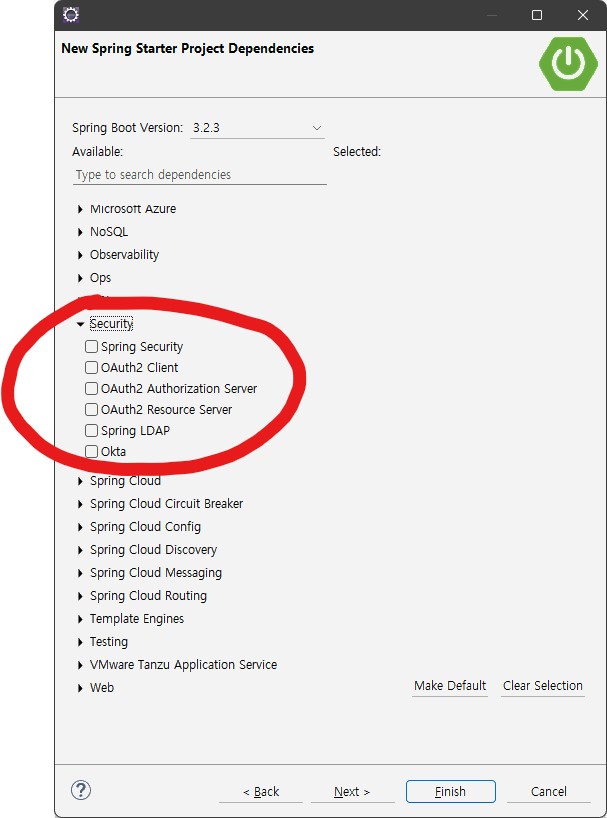 New Spring Starter Project Dependencies
Spring Boot Version: 3.2.3
Available: Selected:
Type to search dependencies
Microsoft Azure
NoSQL
Observability
Ops
Security
Spring Security
OAuth2 Client
OAuth2 Authorization Server
OAuth2 Resource Server
Spring LDAP
Okta
Spring Cloud
Spring Cloud Circuit Breaker
Spring Cloud Config
Spring Cloud Discovery
Spring Cloud Messaging
Spring Cloud Routing
Template Engines
Testing
VMware Tanzu Application Service
Web
Make Default Clear Selection
? < Back Next > Finish Cancel